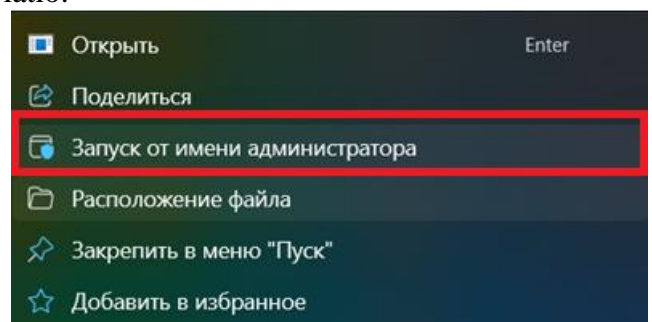 Открыть Enter
Поделиться
Запуск от имени администратора
Расположение файла
Закрепить в меню "Пуск"
Добавить в избранное